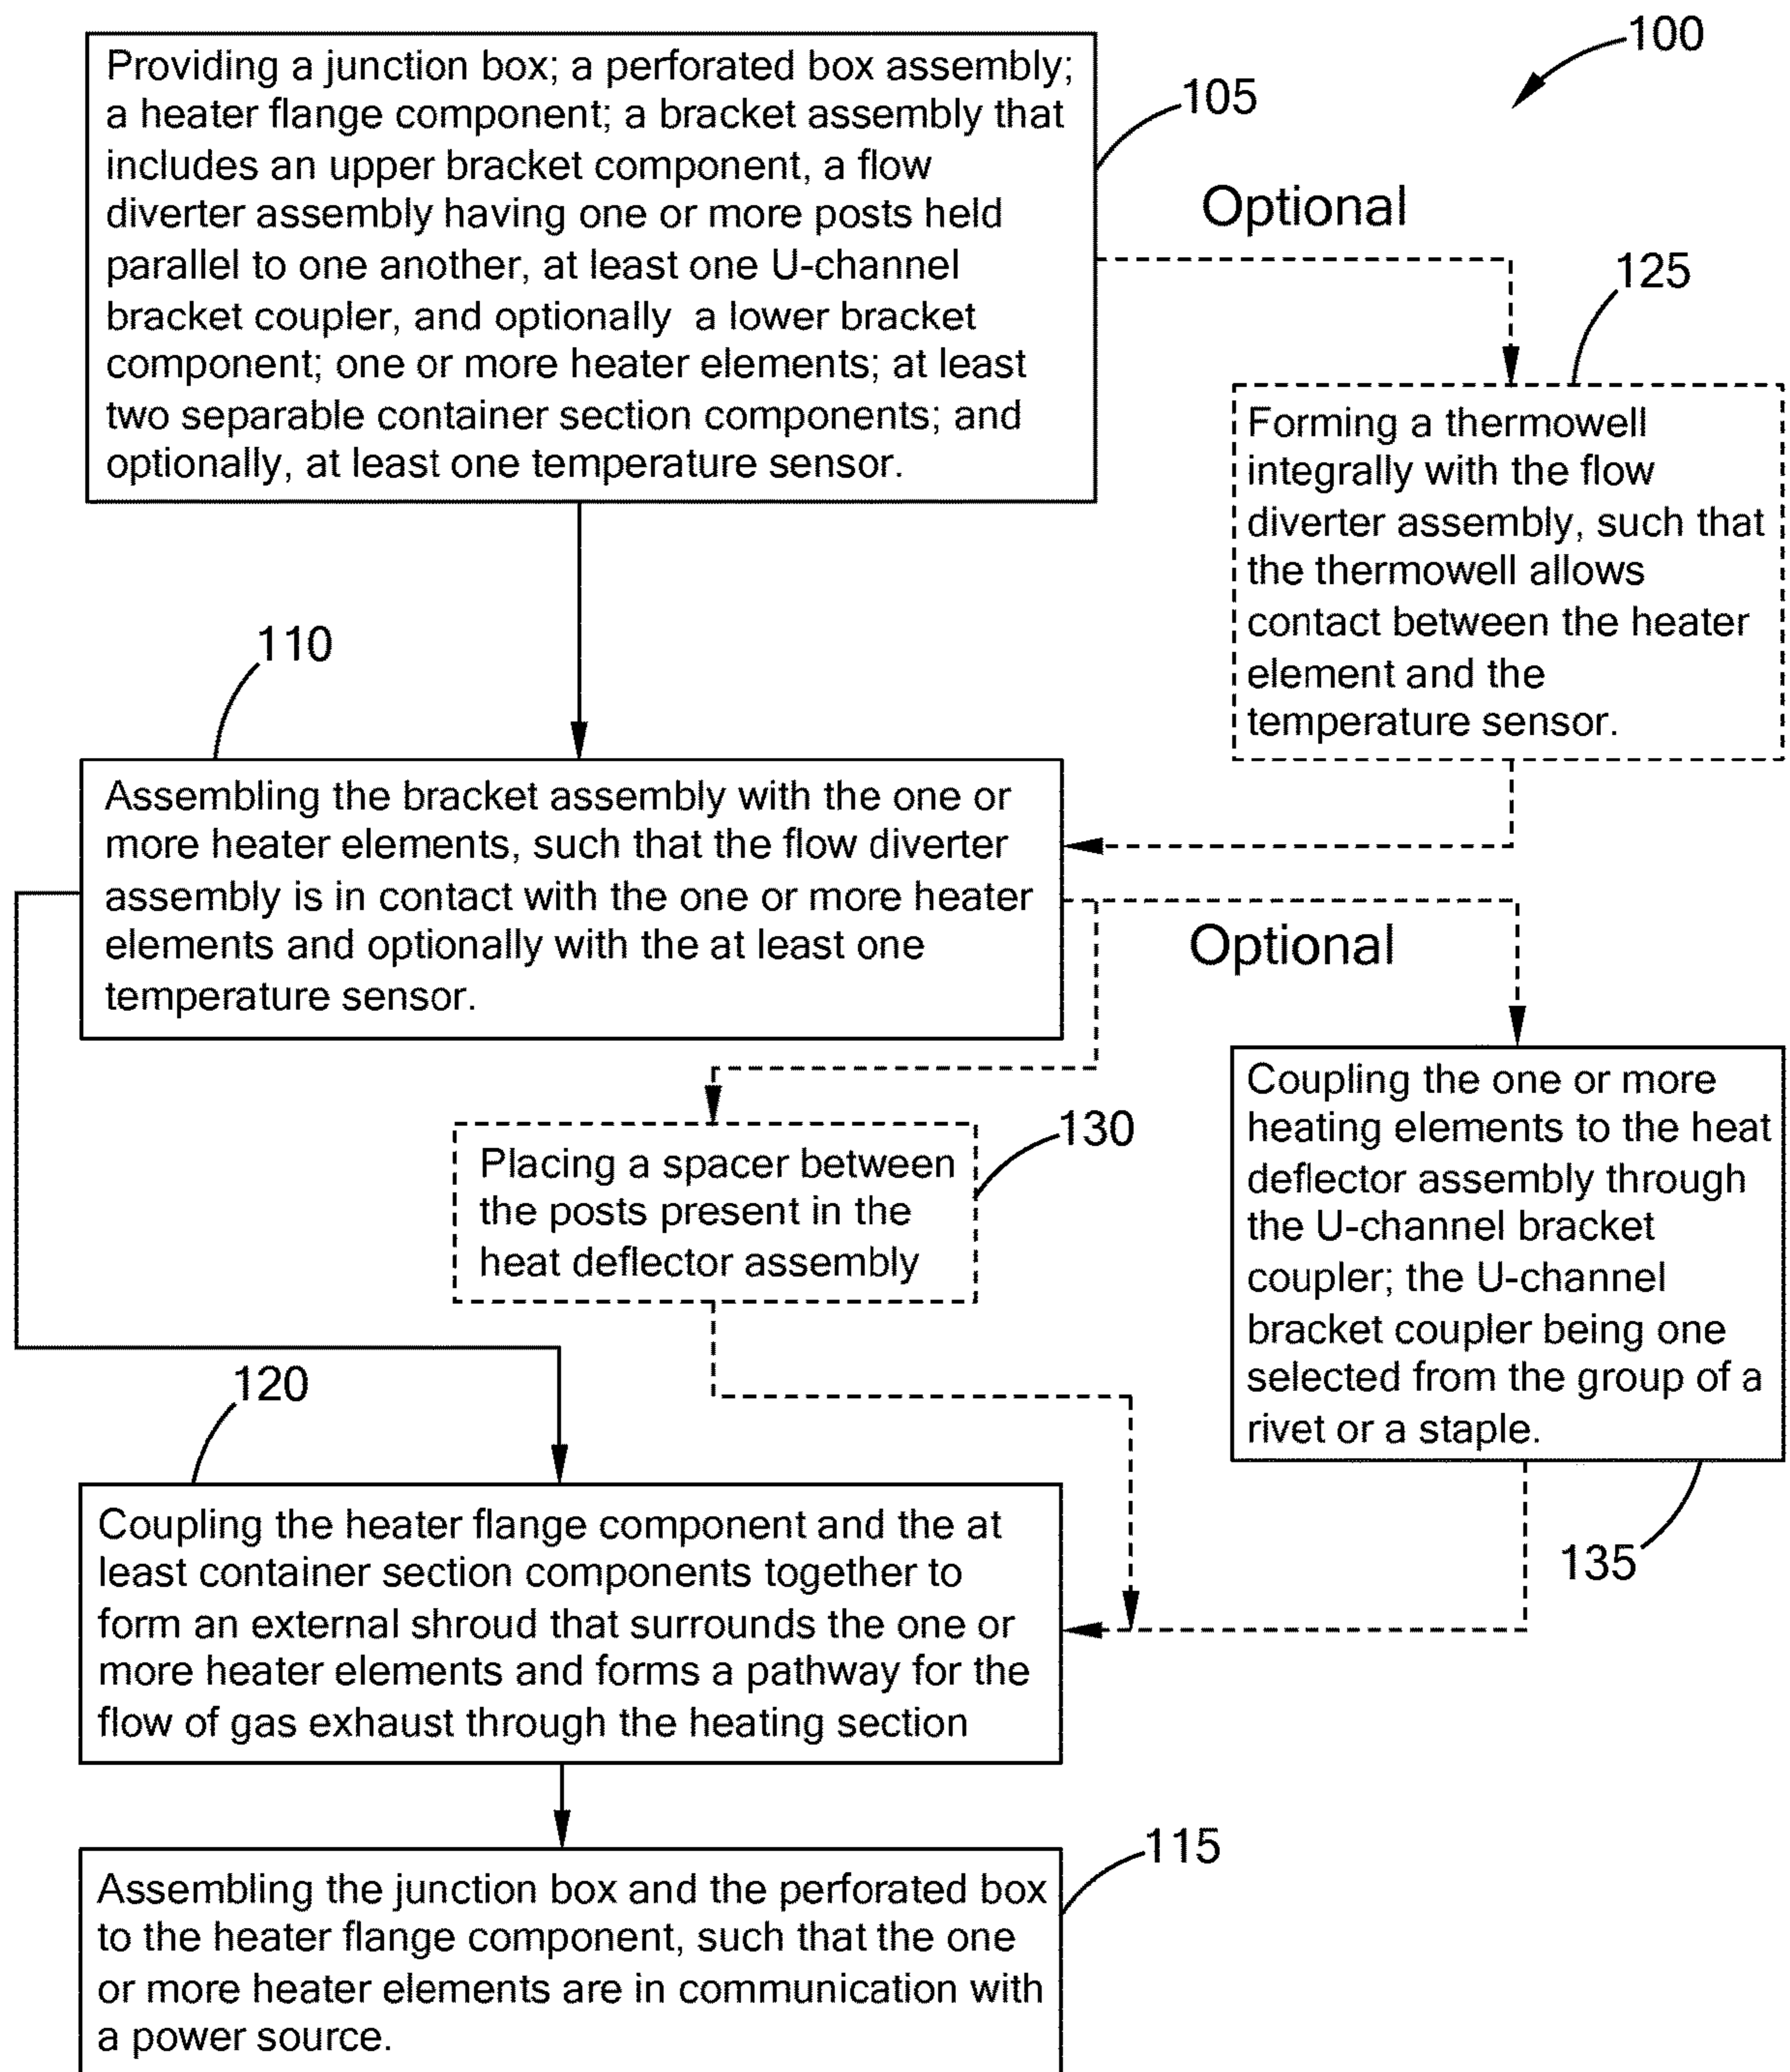 100
Providing a junction box; a perforated box assembly;
a heater flange component; a bracket assembly that
includes an upper bracket component, a flow
diverter assembly having one or more posts held
parallel to one another, at least one U-channel
bracket coupler, and optionally a lower bracket
component; one or more heater elements; at least
two separable container section components; and
optionally, at least one temperature sensor.
105
Optional
125
Forming a thermowell
integrally with the flow
diverter assembly, such that
the thermowell allows
contact between the heater
element and the
temperature sensor.
110
Assembling the bracket assembly with the one or
more heater elements, such that the flow diverter
assembly is in contact with the one or more heater
elements and optionally with the at least one
temperature sensor.
Optional
130
Placing a spacer between
the posts present in the
heat deflector assembly
Coupling the one or more
heating elements to the heat
deflector assembly through
the U-channel bracket
coupler; the U-channel
bracket coupler being one
selected from the group of a
rivet or a staple.
135
120
Coupling the heater flange component and the at
least container section components together to
form an external shroud that surrounds the one or
more heater elements and forms a pathway for the
flow of gas exhaust through the heating section
115
Assembling the junction box and the perforated box
to the heater flange component, such that the one
or more heater elements are in communication with
a power source.